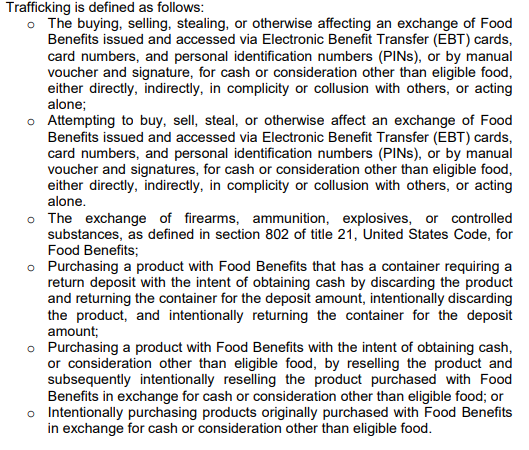 Trafficking is defined as follows:
o The buying, selling, stealing, or otherwise affecting an exchange of Food
Benefits issued and accessed via Electronic Benefit Transfer (EBT) cards,
card numbers, and personal identification numbers (PINs), or by manual
voucher and signature, for cash or consideration other than eligible food,
either directly, indirectly, in complicity or collusion with others, or acting
alone;
o Attempting to buy, sell, steal, or otherwise affect an exchange of Food
Benefits issued and accessed via Electronic Benefit Transfer (EBT) cards,
card numbers, and personal identification numbers (PINs), or by manual
voucher and signatures, for cash or consideration other than eligible food,
either directly, indirectly, in complicity or collusion with others, or acting
alone.
o The exchange of firearms, ammunition, explosives, or controlled
substances, as defined in section 802 of title 21, United States Code, for
Food Benefits;
o Purchasing a product with Food Benefits that has a container requiring a
return deposit with the intent of obtaining cash by discarding the product
and returning the container for the deposit amount, intentionally discarding
the product, and intentionally returning the container for the deposit
amount;
o Purchasing a product with Food Benefits with the intent of obtaining cash,
or consideration other than eligible food, by reselling the product and
subsequently intentionally reselling the product purchased with Food
Benefits in exchange for cash or consideration other than eligible food; or
o Intentionally purchasing products originally purchased with Food Benefits
in exchange for cash or consideration other than eligible food.